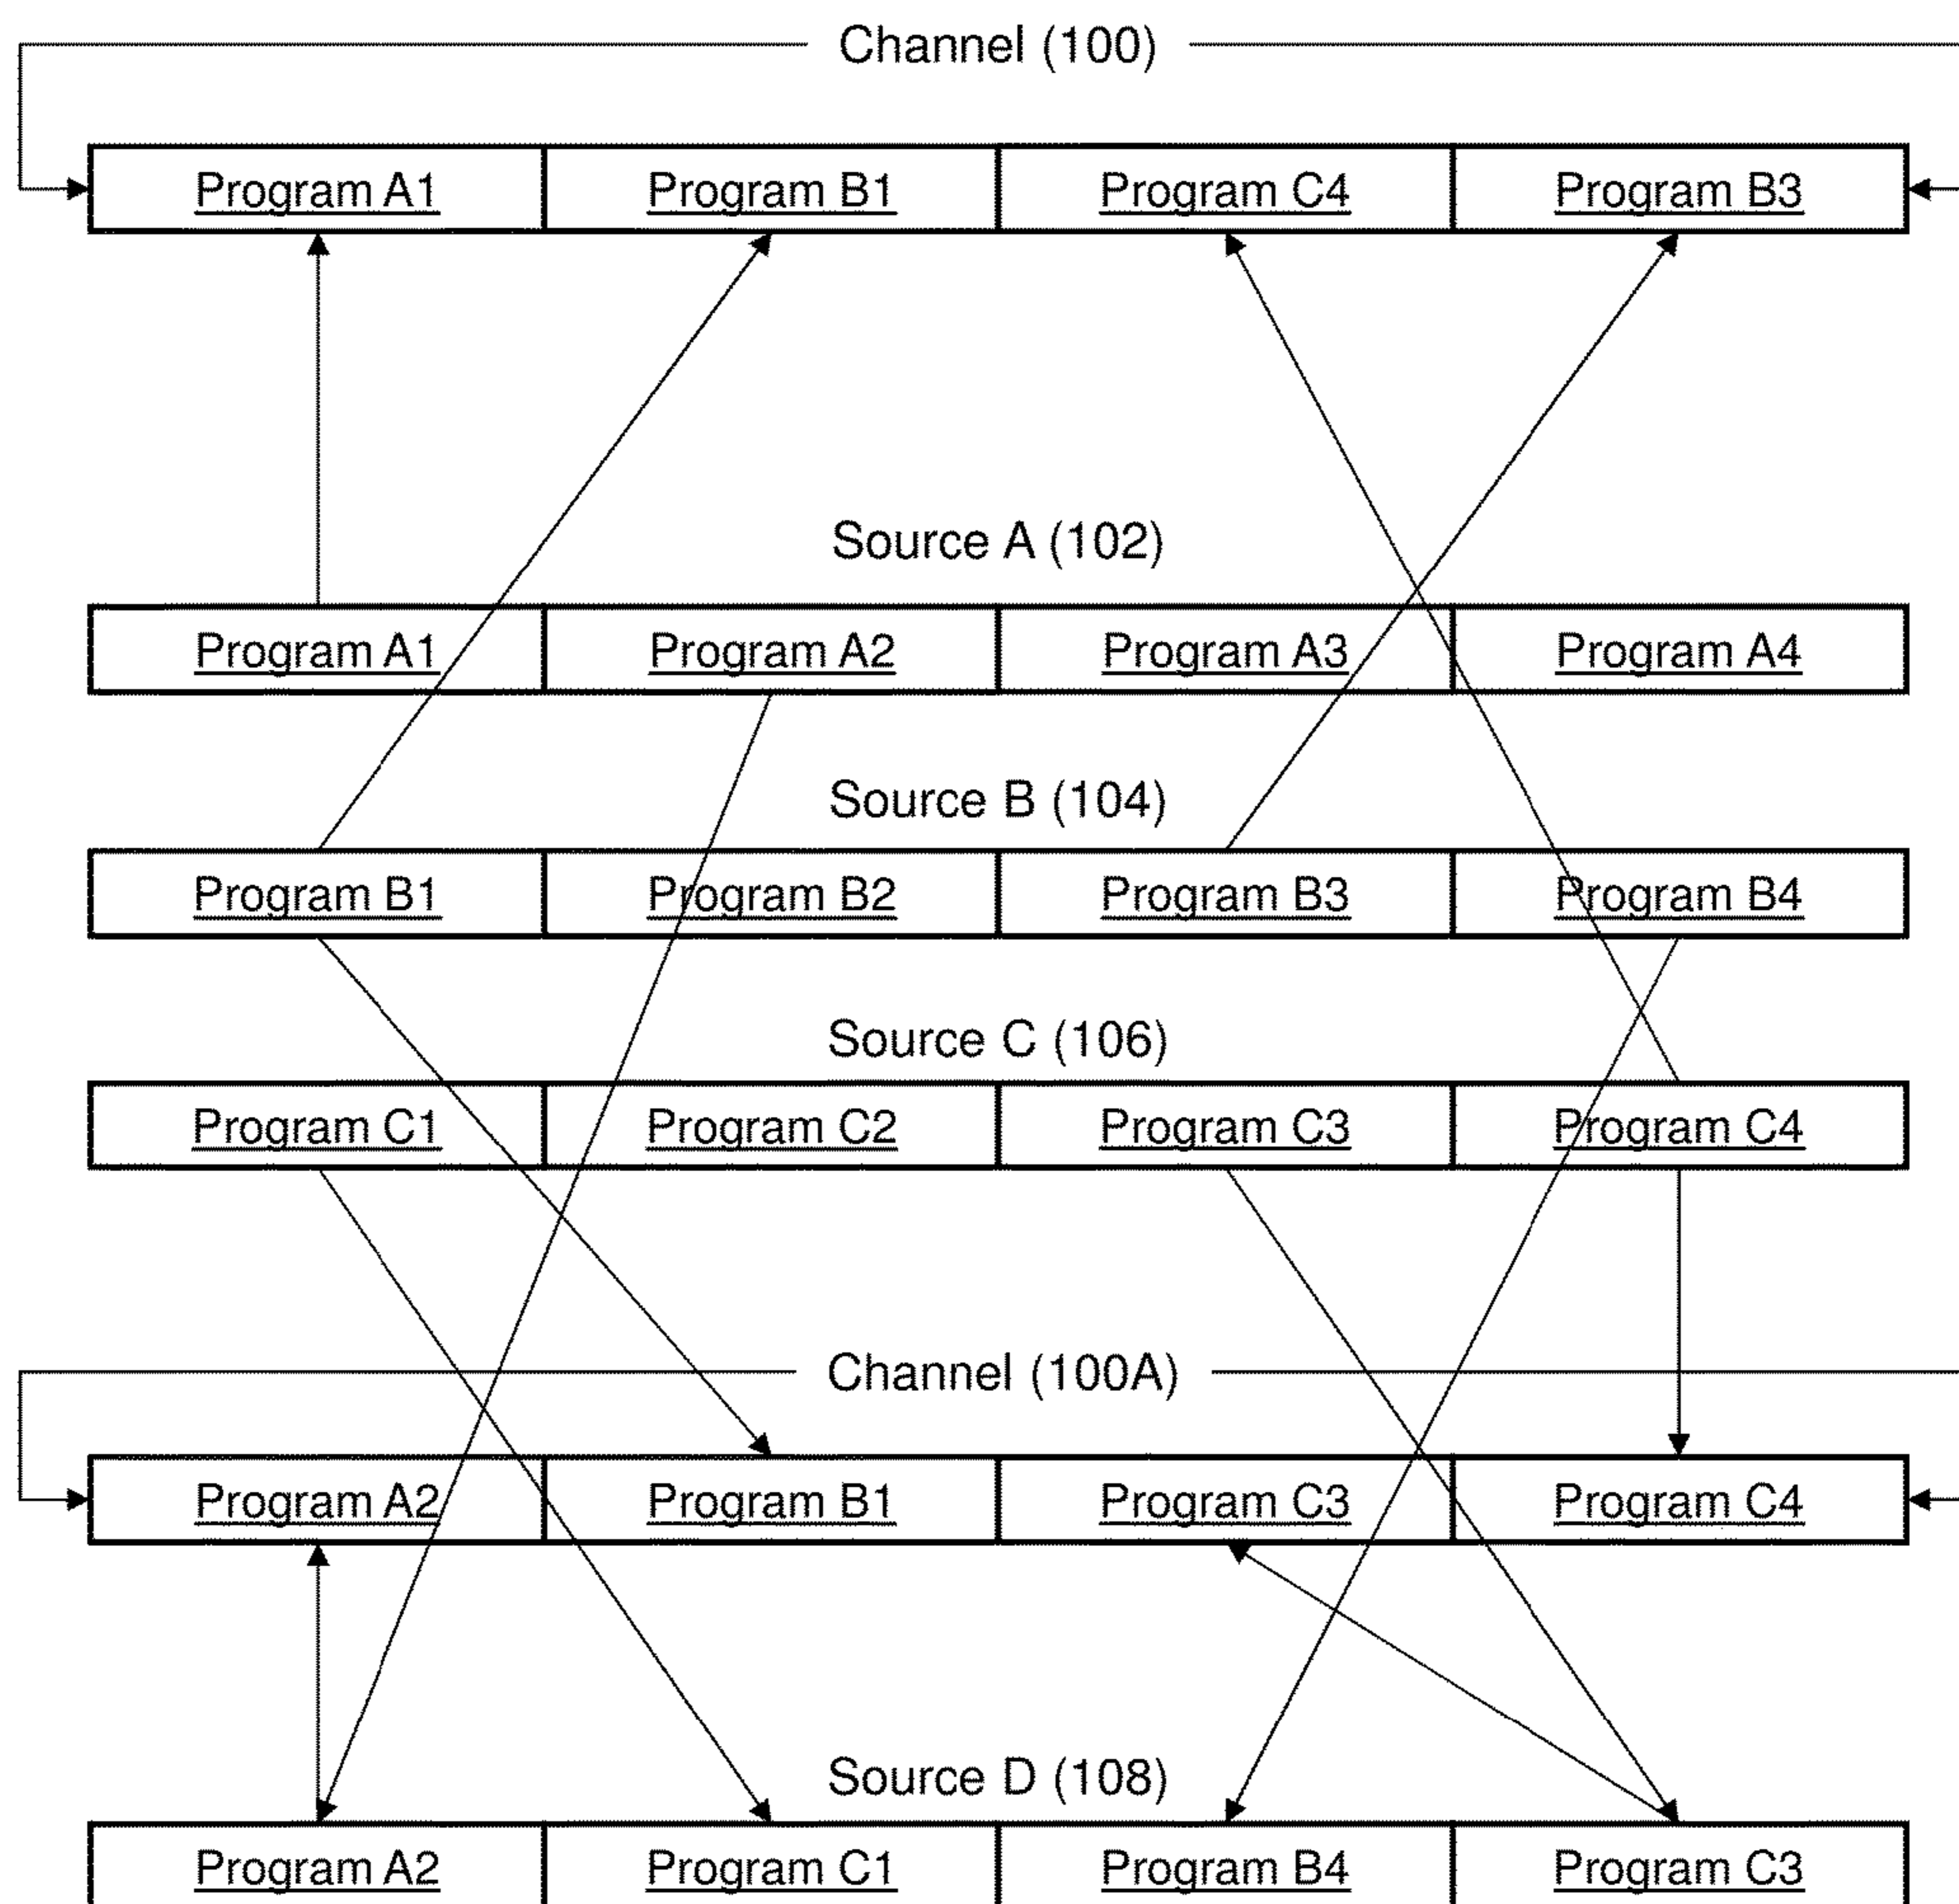 Channel (100)
Program A1 Program B1 Program C4 Program B3
Source A (102)
Program A1 Program A2 Program A3 Program A4
Source B (104)
Program B1 Program B2 Program B3 Program B4
Source C (106)
Program C1 Program C2 Program C3 Program C4
Channel (100A)
Program A2 Program B1 Program C3 Program C4
Source D (108)
Program A2 Program C1 Program B4 Program C3